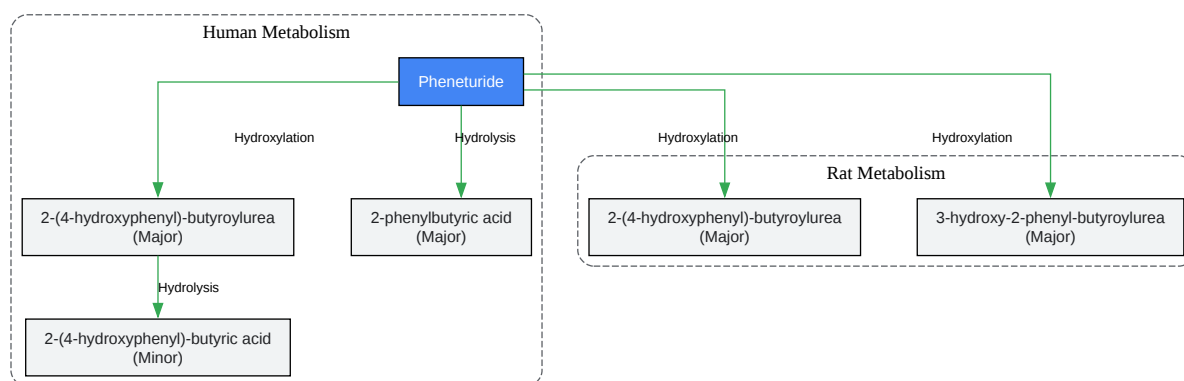 Human Metabolism
Pheneturide
Hydroxylation
Hydrolysis
Hydroxylation
Hydroxylation
Rat Metabolism
2-(4-hydroxyphenyl)-butyroylurea
(Major)
2-phenylbutyric acid
(Major)
2-(4-hydroxyphenyl)-butyroylurea
(Major)
3-hydroxy-2-phenyl-butyroylurea
(Major)
Hydrolysis
2-(4-hydroxyphenyl)-butyric acid
(Minor)